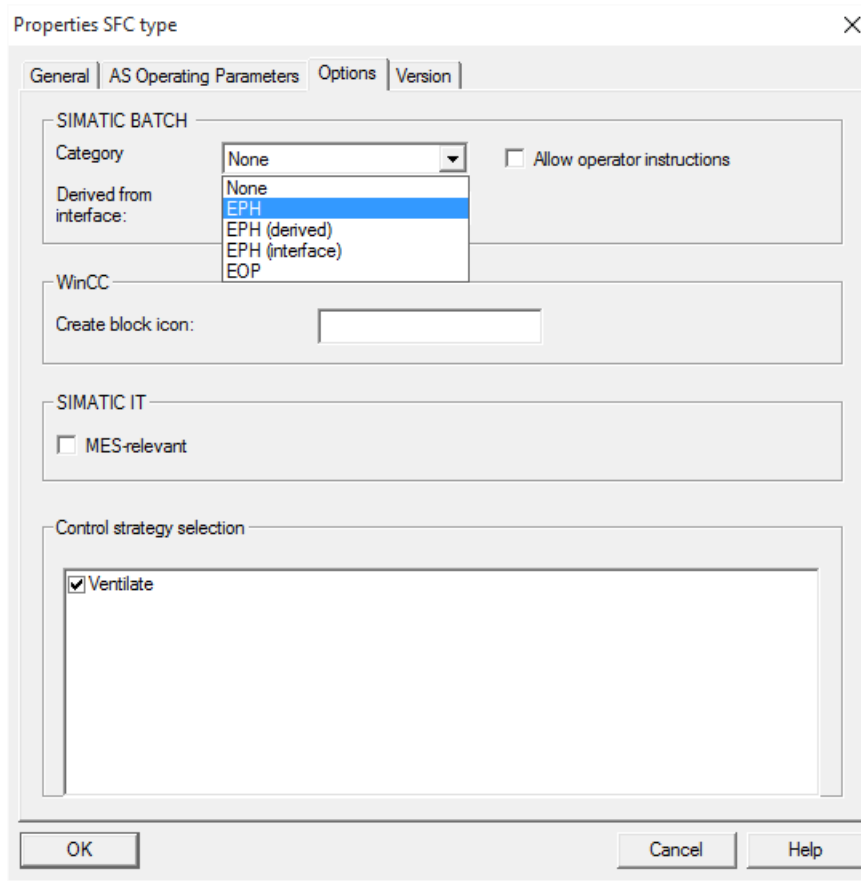 Properties SFC type
General AS Operating Parameters Options Version
SIMATIC BATCH
Category None Allow operator instructions
Derived from
interface:
None
EPH
EPH (derived)
EPH (interface)
EOP
WinCC
Create block icon:
SIMATIC IT
MES-relevant
Control strategy selection
Ventilate
OK Cancel Help